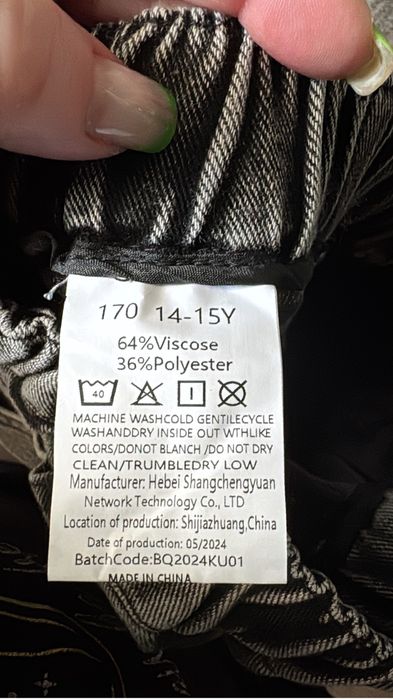 170 14-15Y
64%Viscose
36%Polyester
40
MACHINE WASHCOLD GENTILECYCLE
WASHANDDRY INSIDE OUT WTHLIKE
COLORS/DONOT BLANCH /DO NOT DRY
CLEAN/TRUMBLEDRY LOW
Manufacturer: Hebei Shangchengyuan
Network Technology Co., LTD
Location of production: Shijiazhuang,China
Date of production: 05/2024
BatchCode:BQ2024KU01
MADE IN CHINA